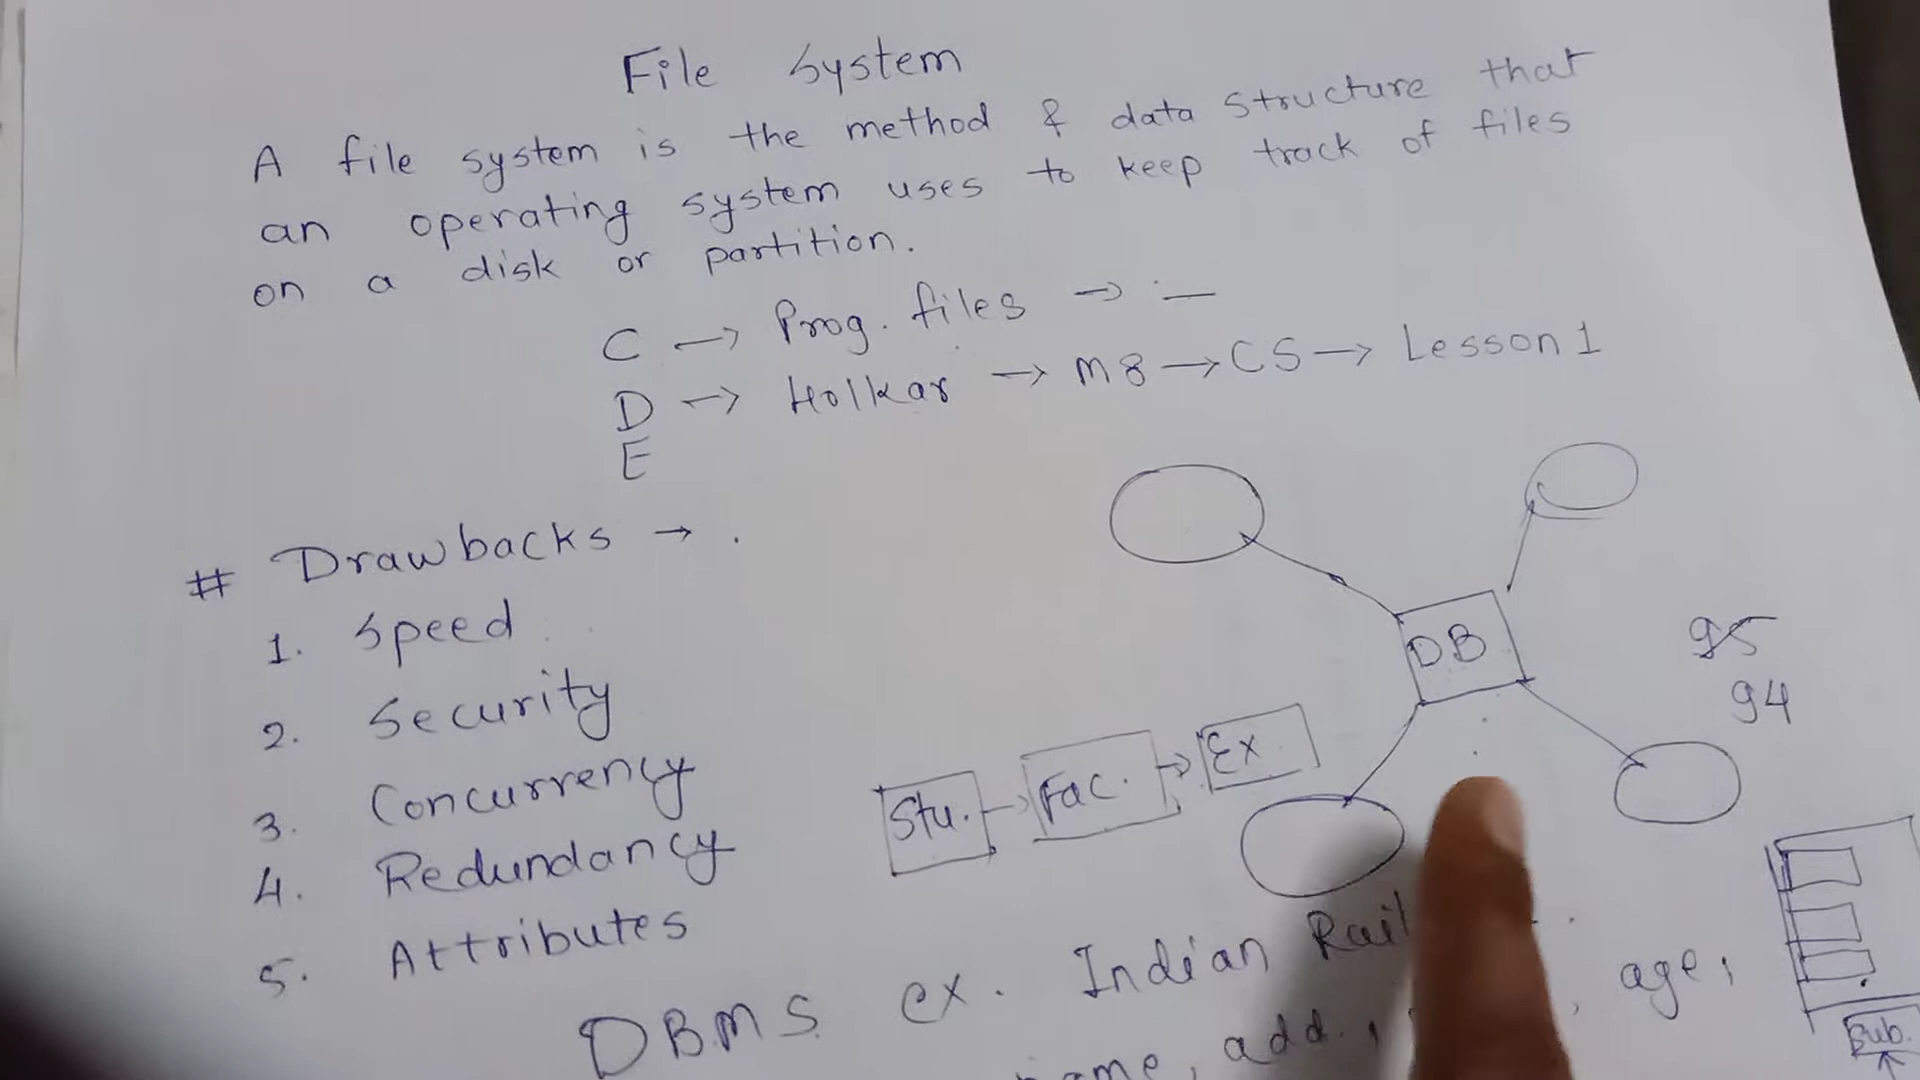 File System
A file system is the method & data structure that
an operating system uses to keep track of files
on a disk or partition.
C → Prog. files → —
D → Holkar → M8 → CS → Lesson 1
E
# Drawbacks →
1. Speed
2. Security
3. Concurrency
4. Redundancy
5. Attributes
DB
95
94
Stu. → Fac. → Ex
DBMS ex. Indian Rail
add., age,
Sub.